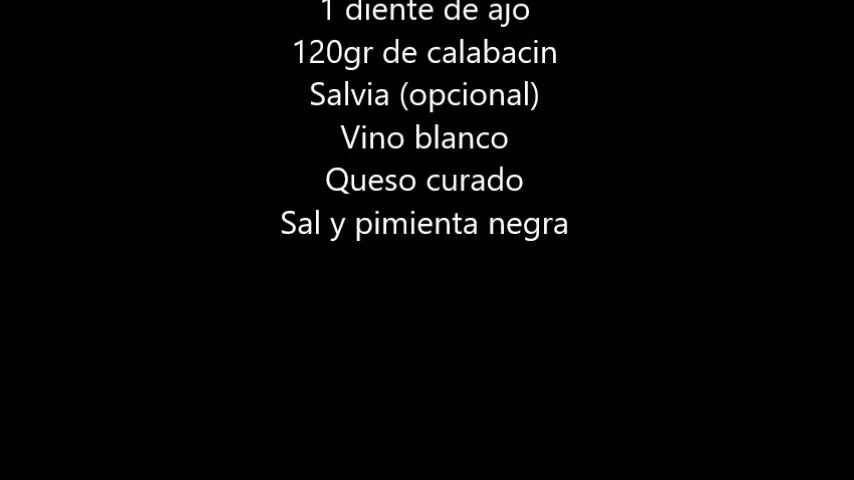 1 diente de ajo
120gr de calabacin
Salvia (opcional)
Vino blanco
Queso curado
Sal y pimienta negra